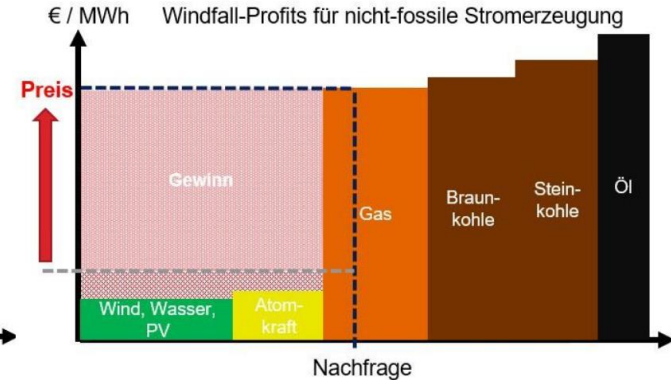 € / MWh Windfall-Profits für nicht-fossile Stromerzeugung
Preis
Gewinn
Gas
Braun-
kohle
Stein-
kohle
Öl
Wind, Wasser,
PV
Atom-
kraft
Nachfrage